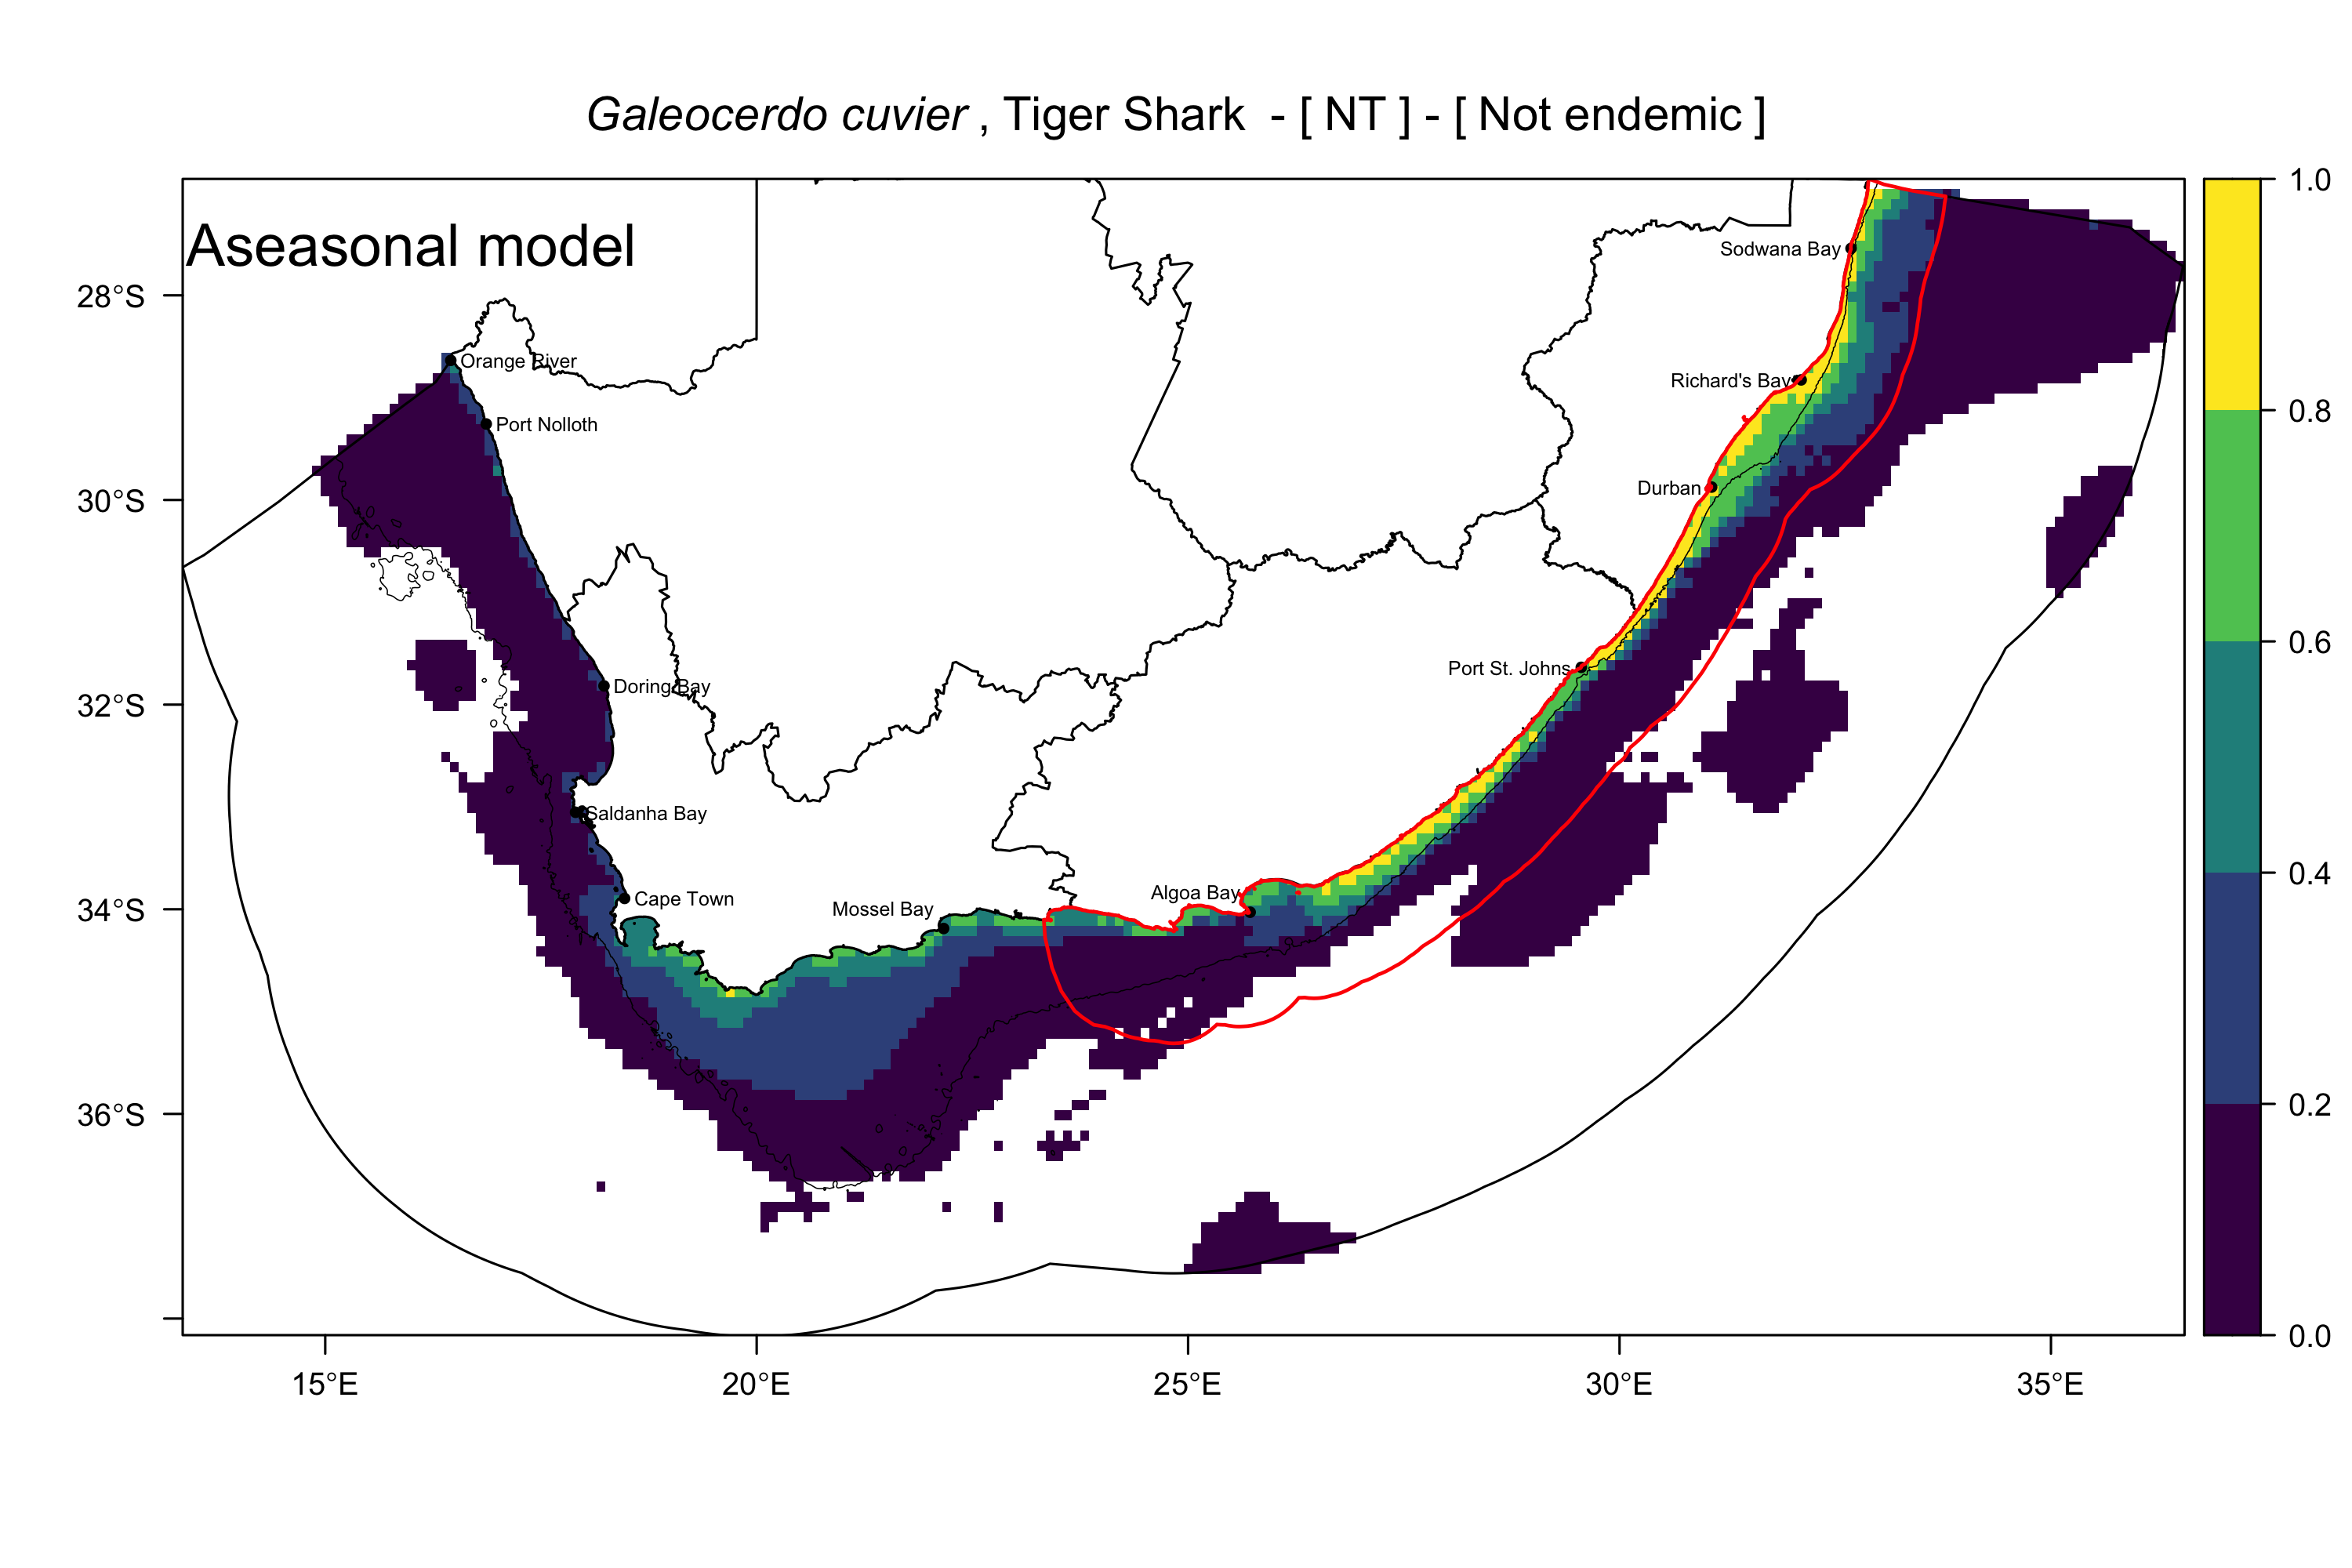 Galeocerdo cuvier , Tiger Shark - [ NT ] - [ Not endemic ]
Aseasonal model
1.0
0.8
0.6
0.4
0.2
0.0
28°S
30°S
32°S
34°S
36°S
15°E
20°E
25°E
30°E
35°E
Sodwana Bay
Orange River
Richard's Bay
Port Nolloth
Durban
Port St. Johns
Doring Bay
Saldanha Bay
Algoa Bay
Cape Town
Mossel Bay